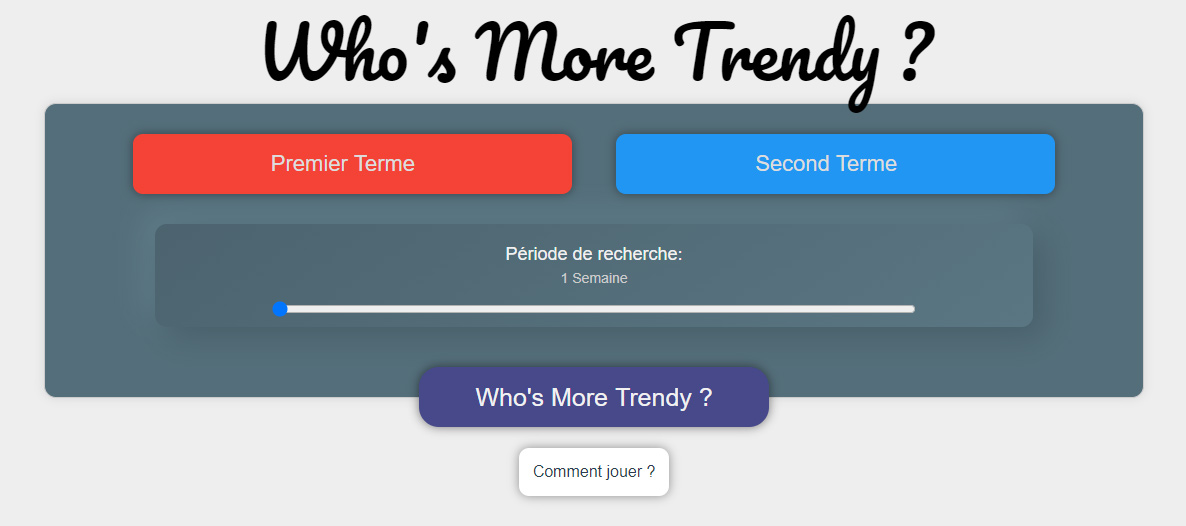 Who's More Trendy ?
Premier Terme
Second Terme
Période de recherche:
1 Semaine
Who's More Trendy ?
Comment jouer ?